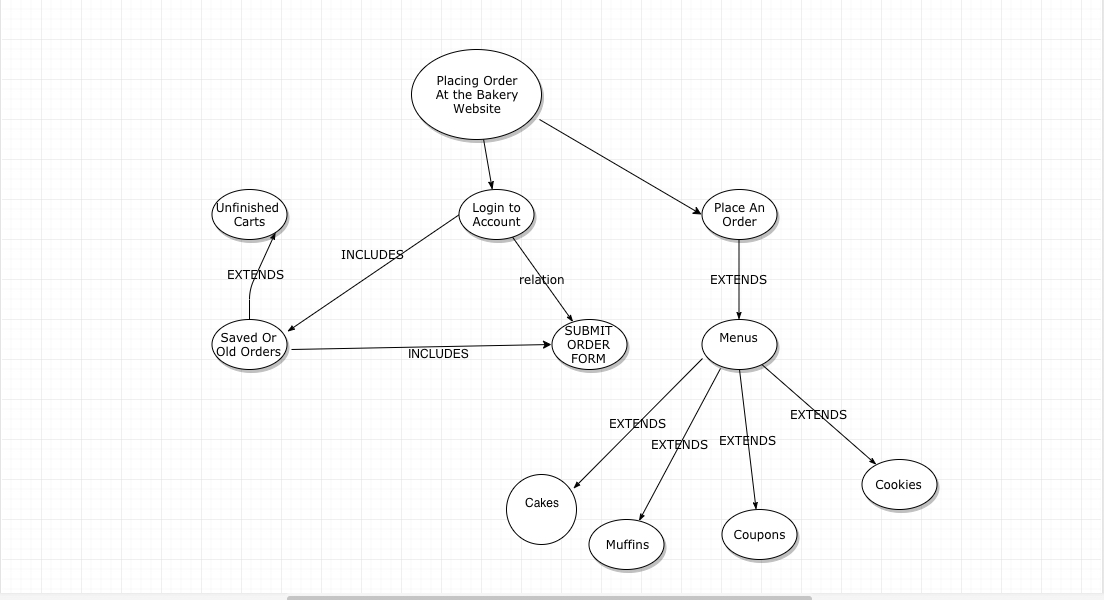 Placing Order
At the Bakery
Website
Unfinished
Carts
Login to
Account
Place An
Order
INCLUDES
EXTENDS
relation
EXTENDS
Saved Or
Old Orders
INCLUDES
SUBMIT
ORDER
FORM
Menus
EXTENDS
EXTENDS
EXTENDS
EXTENDS
Cakes
Muffins
Coupons
Cookies